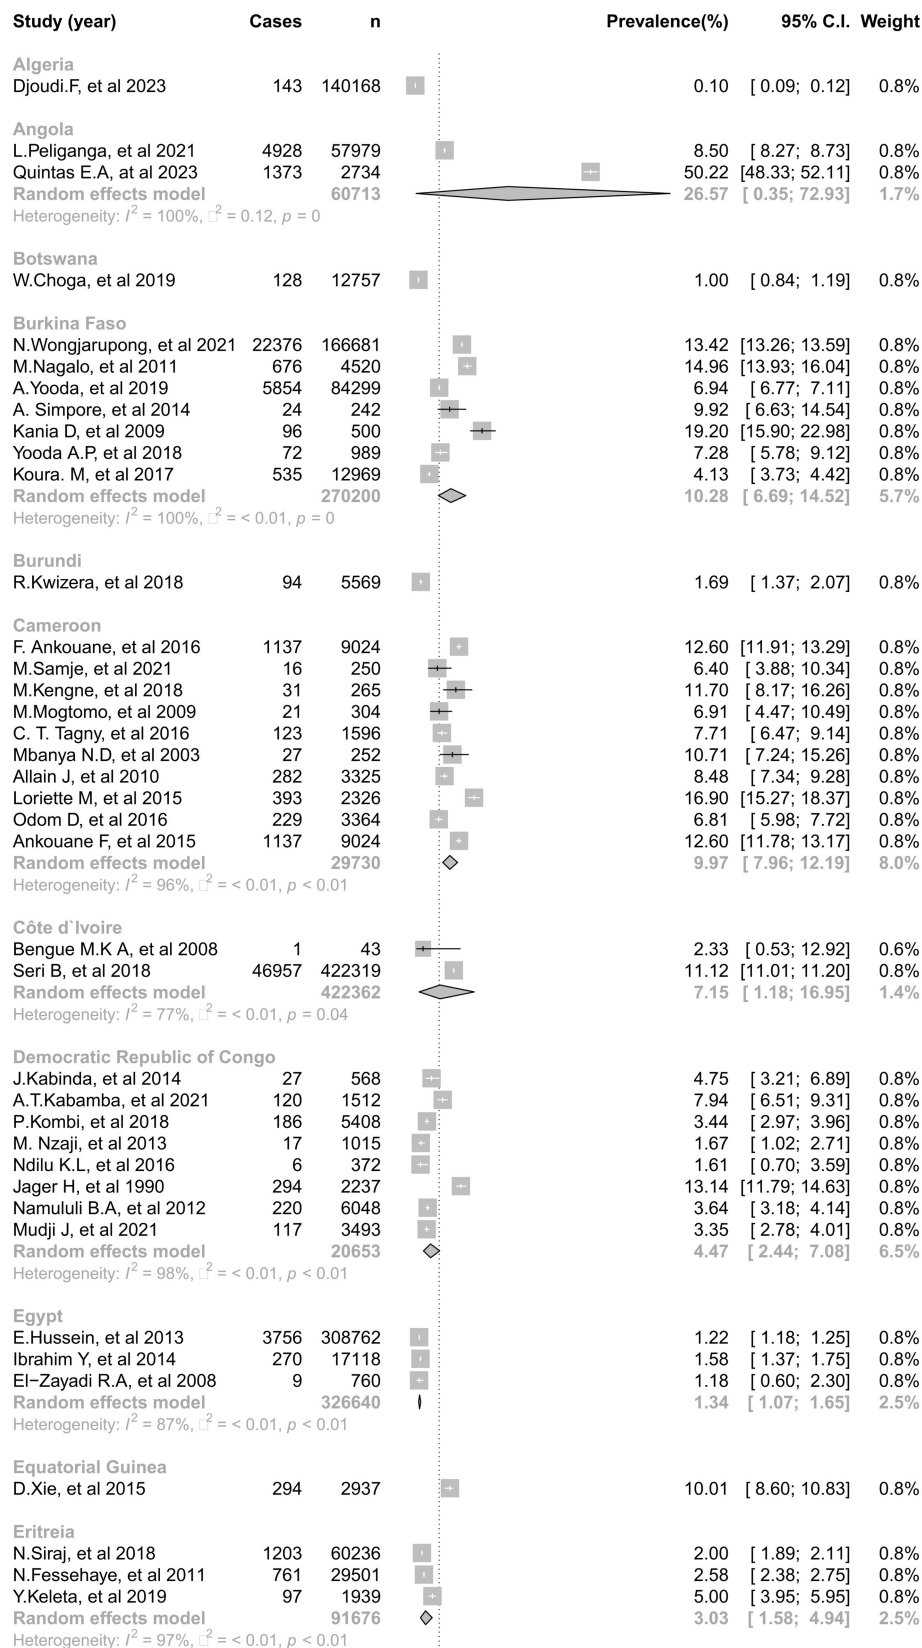 Study (year) Cases n Prevalence(%) 95% C.I. Weight
Algeria
Djoudi.F, et al 2023 143 140168 0.10 [ 0.09; 0.12] 0.8%
Angola
L.Peliganga, et al 2021 4928 57979 8.50 [ 8.27; 8.73] 0.8%
Quintas E.A, at al 2023 1373 2734 50.22 [48.33; 52.11] 0.8%
Random effects model 60713 26.57 [ 0.35; 72.93] 1.7%
Heterogeneity: I² = 100%, □² = 0.12, p = 0
Botswana
W.Choga, et al 2019 128 12757 1.00 [ 0.84; 1.19] 0.8%
Burkina Faso
N.Wongjarupong, et al 2021 22376 166681 13.42 [13.26; 13.59] 0.8%
M.Nagalo, et al 2011 676 4520 14.96 [13.93; 16.04] 0.8%
A.Yooda, et al 2019 5854 84299 6.94 [ 6.77; 7.11] 0.8%
A. Simpore, et al 2014 24 242 9.92 [ 6.63; 14.54] 0.8%
Kania D, et al 2009 96 500 19.20 [15.90; 22.98] 0.8%
Yooda A.P, et al 2018 72 989 7.28 [ 5.78; 9.12] 0.8%
Koura. M, et al 2017 535 12969 4.13 [ 3.73; 4.42] 0.8%
Random effects model 270200 10.28 [ 6.69; 14.52] 5.7%
Heterogeneity: I² = 100%, □² = < 0.01, p = 0
Burundi
R.Kwizera, et al 2018 94 5569 1.69 [ 1.37; 2.07] 0.8%
Cameroon
F. Ankouane, et al 2016 1137 9024 12.60 [11.91; 13.29] 0.8%
M.Samje, et al 2021 16 250 6.40 [ 3.88; 10.34] 0.8%
M.Kengne, et al 2018 31 265 11.70 [ 8.17; 16.26] 0.8%
M.Mogtomo, et al 2009 21 304 6.91 [ 4.47; 10.49] 0.8%
C. T. Tagny, et al 2016 123 1596 7.71 [ 6.47; 9.14] 0.8%
Mbanya N.D, et al 2003 27 252 10.71 [ 7.24; 15.26] 0.8%
Allain J, et al 2010 282 3325 8.48 [ 7.34; 9.28] 0.8%
Loriette M, et al 2015 393 2326 16.90 [15.27; 18.37] 0.8%
Odom D, et al 2016 229 3364 6.81 [ 5.98; 7.72] 0.8%
Ankouane F, et al 2015 1137 9024 12.60 [11.78; 13.17] 0.8%
Random effects model 29730 9.97 [ 7.96; 12.19] 8.0%
Heterogeneity: I² = 96%, □² = < 0.01, p < 0.01
Côte d`Ivoire
Bengue M.K A, et al 2008 1 43 2.33 [ 0.53; 12.92] 0.6%
Seri B, et al 2018 46957 422319 11.12 [11.01; 11.20] 0.8%
Random effects model 422362 7.15 [ 1.18; 16.95] 1.4%
Heterogeneity: I² = 77%, □² = < 0.01, p = 0.04
Democratic Republic of Congo
J.Kabinda, et al 2014 27 568 4.75 [ 3.21; 6.89] 0.8%
A.T.Kabamba, et al 2021 120 1512 7.94 [ 6.51; 9.31] 0.8%
P.Kombi, et al 2018 186 5408 3.44 [ 2.97; 3.96] 0.8%
M. Nzaji, et al 2013 17 1015 1.67 [ 1.02; 2.71] 0.8%
Ndilu K.L, et al 2016 6 372 1.61 [ 0.70; 3.59] 0.8%
Jager H, et al 1990 294 2237 13.14 [11.79; 14.63] 0.8%
Namululi B.A, et al 2012 220 6048 3.64 [ 3.18; 4.14] 0.8%
Mudji J, et al 2021 117 3493 3.35 [ 2.78; 4.01] 0.8%
Random effects model 20653 4.47 [ 2.44; 7.08] 6.5%
Heterogeneity: I² = 98%, □² = < 0.01, p < 0.01
Egypt
E.Hussein, et al 2013 3756 308762 1.22 [ 1.18; 1.25] 0.8%
Ibrahim Y, et al 2014 270 17118 1.58 [ 1.37; 1.75] 0.8%
El−Zayadi R.A, et al 2008 9 760 1.18 [ 0.60; 2.30] 0.8%
Random effects model 326640 1.34 [ 1.07; 1.65] 2.5%
Heterogeneity: I² = 87%, □² = < 0.01, p < 0.01
Equatorial Guinea
D.Xie, et al 2015 294 2937 10.01 [ 8.60; 10.83] 0.8%
Eritreia
N.Siraj, et al 2018 1203 60236 2.00 [ 1.89; 2.11] 0.8%
N.Fessehaye, et al 2011 761 29501 2.58 [ 2.38; 2.75] 0.8%
Y.Keleta, et al 2019 97 1939 5.00 [ 3.95; 5.95] 0.8%
Random effects model 91676 3.03 [ 1.58; 4.94] 2.5%
Heterogeneity: I² = 97%, □² = < 0.01, p < 0.01